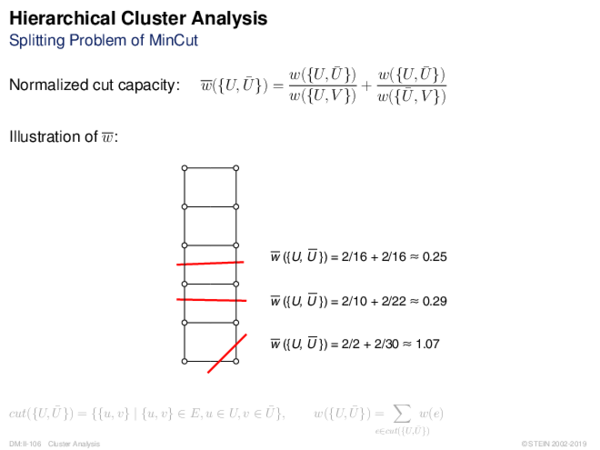 Hierarchical Cluster Analysis
Splitting Problem of MinCut
Normalized cut capacity: w̅({U, Ū}) = w({U, Ū})/w({U, V}) + w({U, Ū})/w({Ū, V})
Illustration of w̅:
w̅ ({U, Ū}) = 2/16 + 2/16 ≈ 0.25
w̅ ({U, Ū}) = 2/10 + 2/22 ≈ 0.29
w̅ ({U, Ū}) = 2/2 + 2/30 ≈ 1.07
cut({U, Ū}) = {{u, v} | {u, v} ∈ E, u ∈ U, v ∈ Ū}, w({U, Ū}) = ∑ w(e)
e∈cut({U,Ū})
DM:II-106 Cluster Analysis ©STEIN 2002-2019